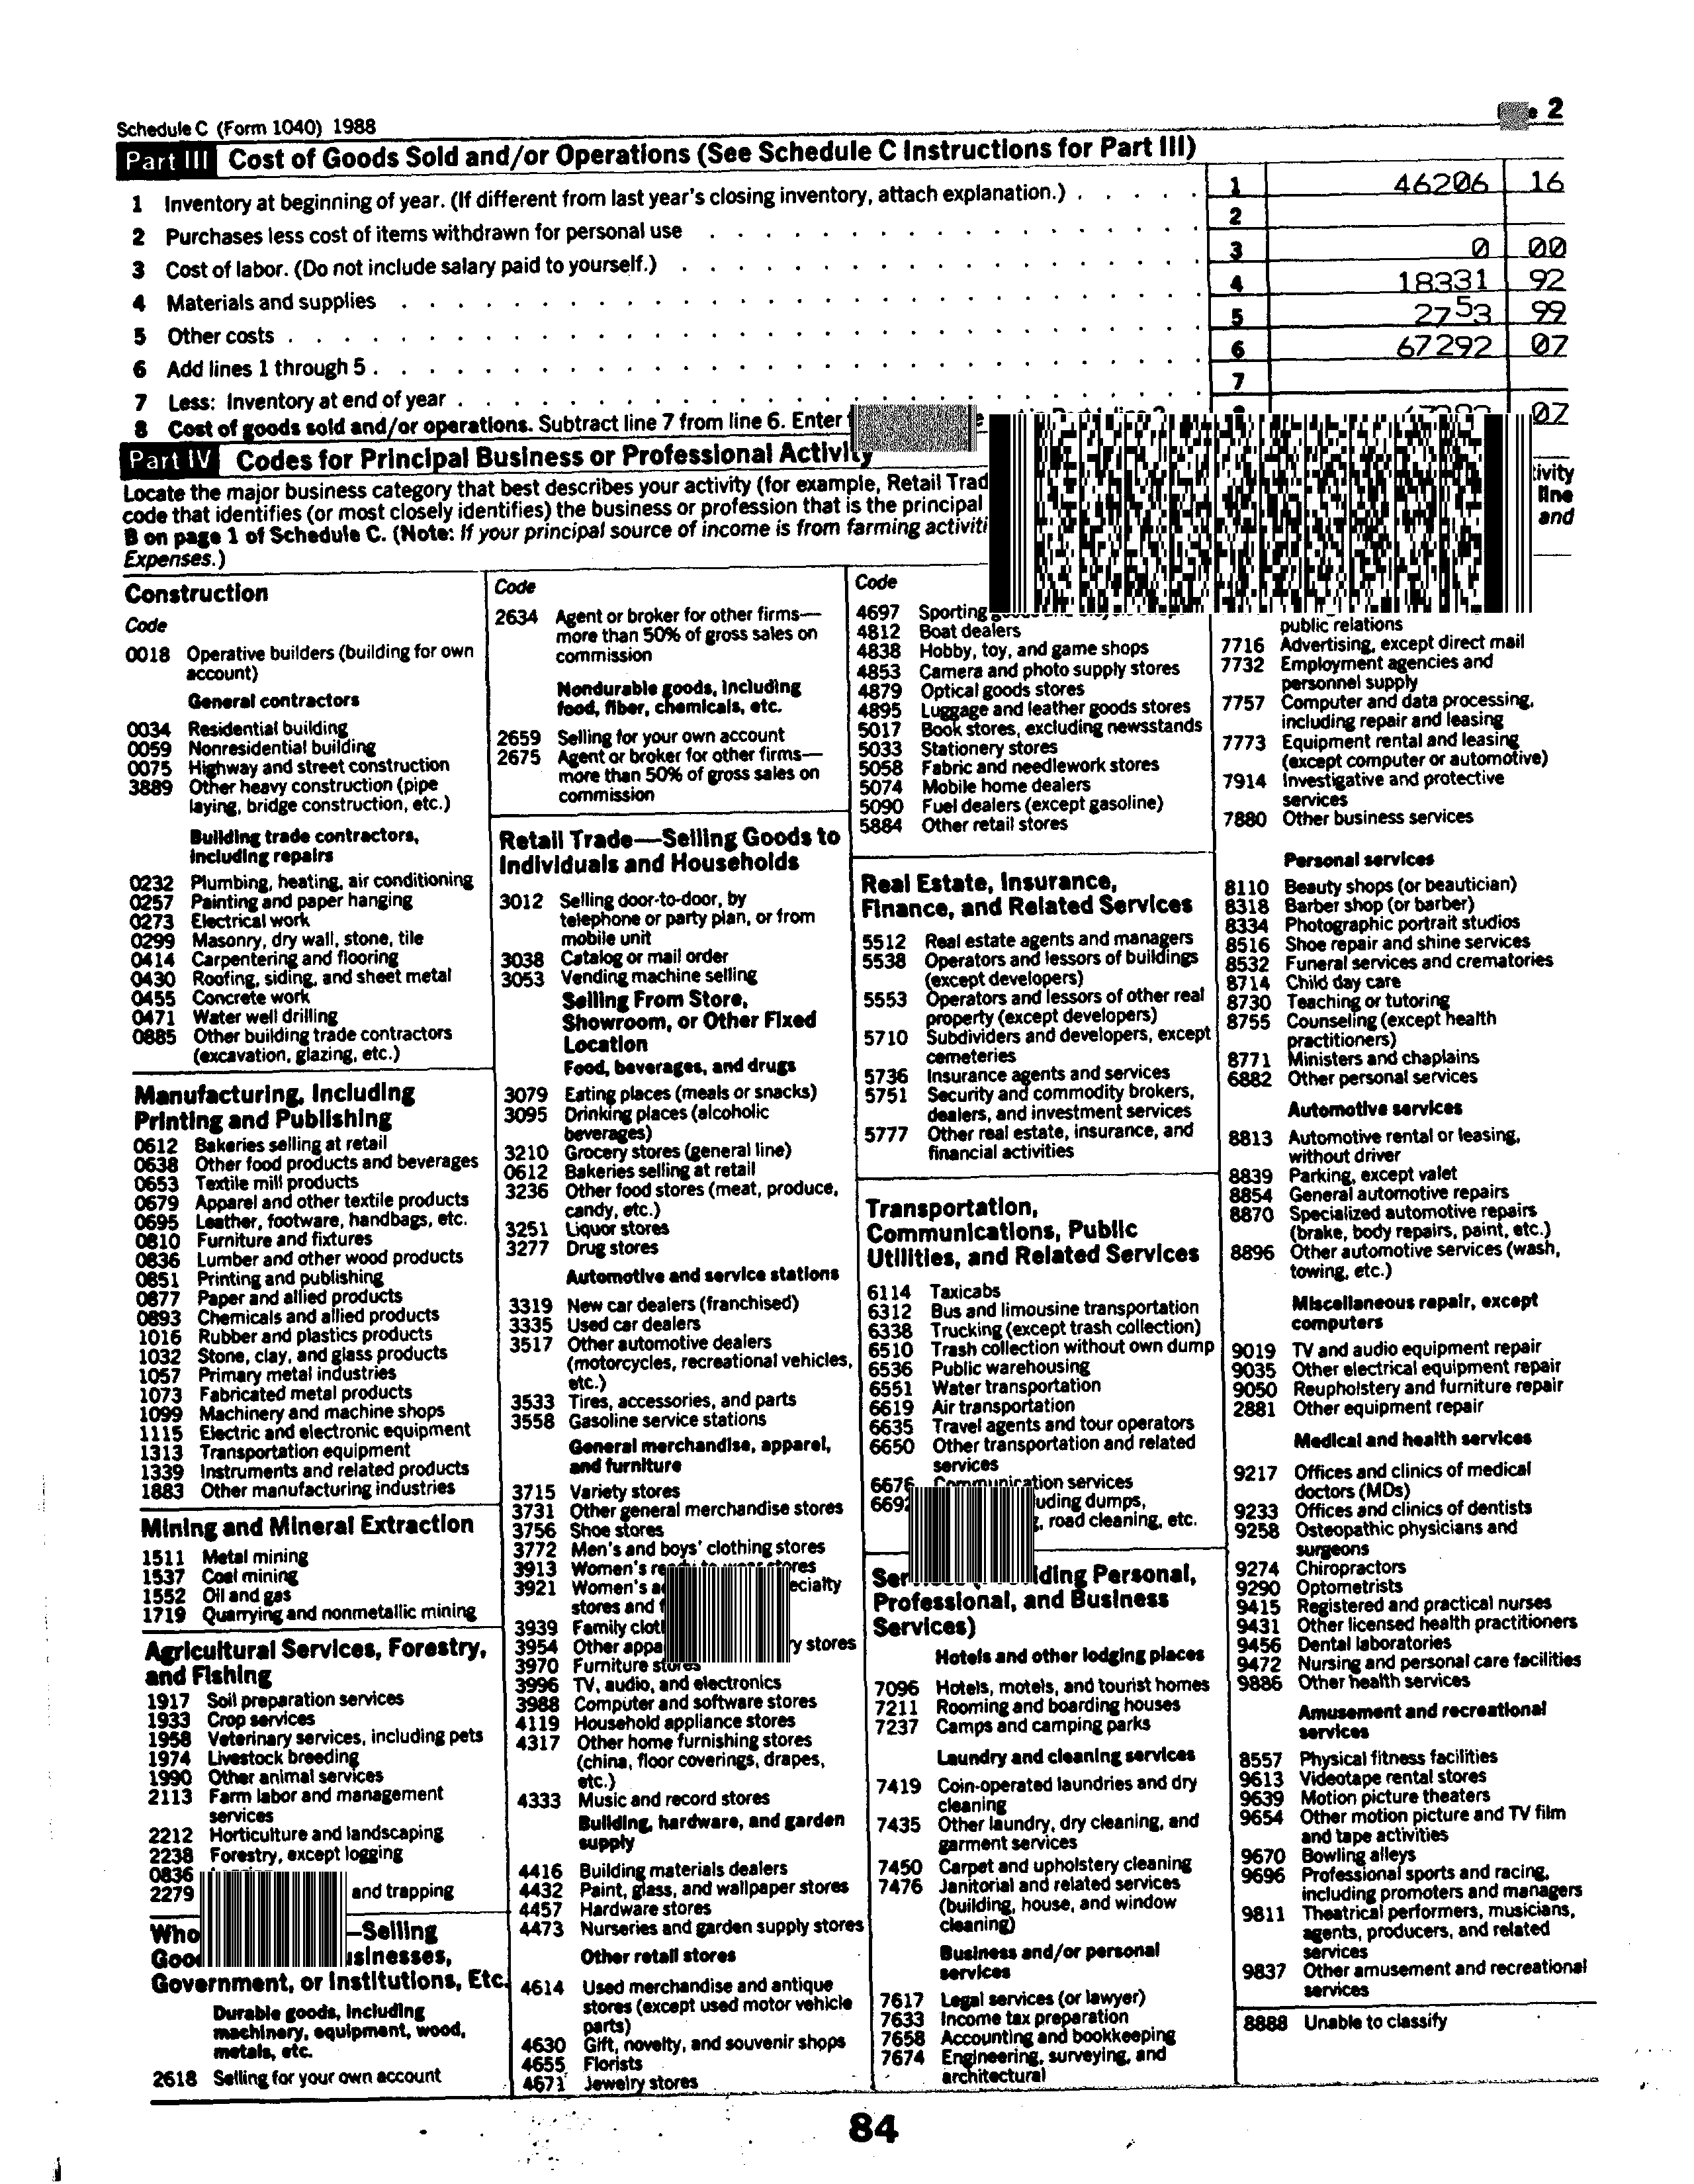 Schedule C (Form 1040) 1988
2
Part III Cost of Goods Sold and/or Operations (See Schedule C Instructions for Part III)
1 Inventory at beginning of year. (If different from last year's closing inventory, attach explanation.) . . . . . 1 46206 16
2 Purchases less cost of items withdrawn for personal use 2
3 Cost of labor. (Do not include salary paid to yourself.) 3 0 00
4 Materials and supplies 4 18331 92
5 Other costs 5 2753 99
6 Add lines 1 through 5 6 67292 07
7 Less: Inventory at end of year 7
8 Cost of goods sold and/or operations. Subtract line 7 from line 6. Enter 07
Part IV Codes for Principal Business or Professional Activity
Locate the major business category that best describes your activity (for example, Retail Trad
code that identifies (or most closely identifies) the business or profession that is the principal line
B on page 1 of Schedule C. (Note: If your principal source of income is from farming activiti and
Expenses.)
Construction
Code
0018 Operative builders (building for own
account)
General contractors
0034 Residential building
0059 Nonresidential building
0075 Highway and street construction
3889 Other heavy construction (pipe
laying, bridge construction, etc.)
Building trade contractors,
including repairs
0232 Plumbing, heating, air conditioning
0257 Painting and paper hanging
0273 Electrical work
0299 Masonry, dry wall, stone, tile
0414 Carpentering and flooring
0430 Roofing, siding, and sheet metal
0455 Concrete work
0471 Water well drilling
0885 Other building trade contractors
(excavation, glazing, etc.)
Manufacturing, Including
Printing and Publishing
0612 Bakeries selling at retail
0638 Other food products and beverages
0653 Textile mill products
0679 Apparel and other textile products
0695 Leather, footware, handbags, etc.
0810 Furniture and fixtures
0836 Lumber and other wood products
0851 Printing and publishing
0877 Paper and allied products
0893 Chemicals and allied products
1016 Rubber and plastics products
1032 Stone, clay, and glass products
1057 Primary metal industries
1073 Fabricated metal products
1099 Machinery and machine shops
1115 Electric and electronic equipment
1313 Transportation equipment
1339 Instruments and related products
1883 Other manufacturing industries
Mining and Mineral Extraction
1511 Metal mining
1537 Coal mining
1552 Oil and gas
1719 Quarrying and nonmetallic mining
Agricultural Services, Forestry,
and Fishing
1917 Soil preparation services
1933 Crop services
1958 Veterinary services, including pets
1974 Livestock breeding
1990 Other animal services
2113 Farm labor and management
services
2212 Horticulture and landscaping
2238 Forestry, except logging
0836
2279 and trapping
—Selling
Government, or Institutions, Etc.
Durable goods, including
machinery, equipment, wood,
metals, etc.
2618 Selling for your own account
Code
2634 Agent or broker for other firms—
more than 50% of gross sales on
commission
Nondurable goods, including
food, fiber, chemicals, etc.
2659 Selling for your own account
2675 Agent or broker for other firms—
more than 50% of gross sales on
commission
Retail Trade—Selling Goods to
Individuals and Households
3012 Selling door-to-door, by
telephone or party plan, or from
mobile unit
3038 Catalog or mail order
3053 Vending machine selling
Selling From Store,
Showroom, or Other Fixed
Location
Food, beverages, and drugs
3079 Eating places (meals or snacks)
3095 Drinking places (alcoholic
beverages)
3210 Grocery stores (general line)
0612 Bakeries selling at retail
3236 Other food stores (meat, produce,
candy, etc.)
3251 Liquor stores
3277 Drug stores
Automotive and service stations
3319 New car dealers (franchised)
3335 Used car dealers
3517 Other automotive dealers
(motorcycles, recreational vehicles,
etc.)
3533 Tires, accessories, and parts
3558 Gasoline service stations
General merchandise, apparel,
and furniture
3715 Variety stores
3731 Other general merchandise stores
3756 Shoe stores
3772 Men's and boys' clothing stores
3913 Women's
3921 Women's
stores and
3939 Family
3954 Other stores
3970 Furniture stores
3996 TV, audio, and electronics
3988 Computer and software stores
4119 Household appliance stores
4317 Other home furnishing stores
(china, floor coverings, drapes,
etc.)
4333 Music and record stores
Building, hardware, and garden
supply
4416 Building materials dealers
4432 Paint, glass, and wallpaper stores
4457 Hardware stores
4473 Nurseries and garden supply stores
Other retail stores
4614 Used merchandise and antique
stores (except used motor vehicle
parts)
4630 Gift, novelty, and souvenir shops
4655 Florists
4671 Jewelry stores
Code
4697 Sporting
4812 Boat dealers
4838 Hobby, toy, and game shops
4853 Camera and photo supply stores
4879 Optical goods stores
4895 Luggage and leather goods stores
5017 Book stores, excluding newsstands
5033 Stationery stores
5058 Fabric and needlework stores
5074 Mobile home dealers
5090 Fuel dealers (except gasoline)
5884 Other retail stores
Real Estate, Insurance,
Finance, and Related Services
5512 Real estate agents and managers
5538 Operators and lessors of buildings
(except developers)
5553 Operators and lessors of other real
property (except developers)
5710 Subdividers and developers, except
cemeteries
5736 Insurance agents and services
5751 Security and commodity brokers,
dealers, and investment services
5777 Other real estate, insurance, and
financial activities
Transportation,
Communications, Public
Utilities, and Related Services
6114 Taxicabs
6312 Bus and limousine transportation
6338 Trucking (except trash collection)
6510 Trash collection without own dump
6536 Public warehousing
6551 Water transportation
6619 Air transportation
6635 Travel agents and tour operators
6650 Other transportation and related
services
6676 Communication services
dumps,
road cleaning, etc.
Personal,
Professional, and Business
Services)
Hotels and other lodging places
7096 Hotels, motels, and tourist homes
7211 Rooming and boarding houses
7237 Camps and camping parks
Laundry and cleaning services
7419 Coin-operated laundries and dry
cleaning
7435 Other laundry, dry cleaning, and
garment services
7450 Carpet and upholstery cleaning
7476 Janitorial and related services
(building, house, and window
cleaning)
Business and/or personal
services
7617 Legal services (or lawyer)
7633 Income tax preparation
7658 Accounting and bookkeeping
7674 Engineering, surveying, and
architectural
public relations
7716 Advertising, except direct mail
7732 Employment agencies and
personnel supply
7757 Computer and data processing,
including repair and leasing
7773 Equipment rental and leasing
(except computer or automotive)
7914 Investigative and protective
services
7880 Other business services
Personal services
8110 Beauty shops (or beautician)
8318 Barber shop (or barber)
8334 Photographic portrait studios
8516 Shoe repair and shine services
8532 Funeral services and crematories
8714 Child day care
8730 Teaching or tutoring
8755 Counseling (except health
practitioners)
8771 Ministers and chaplains
6882 Other personal services
Automotive services
8813 Automotive rental or leasing,
without driver
8839 Parking, except valet
8854 General automotive repairs
8870 Specialized automotive repairs
(brake, body repairs, paint, etc.)
8896 Other automotive services (wash,
towing, etc.)
Miscellaneous repair, except
computers
9019 TV and audio equipment repair
9035 Other electrical equipment repair
9050 Reupholstery and furniture repair
2881 Other equipment repair
Medical and health services
9217 Offices and clinics of medical
doctors (MDs)
9233 Offices and clinics of dentists
9258 Osteopathic physicians and
surgeons
9274 Chiropractors
9290 Optometrists
9415 Registered and practical nurses
9431 Other licensed health practitioners
9456 Dental laboratories
9472 Nursing and personal care facilities
9886 Other health services
Amusement and recreational
services
8557 Physical fitness facilities
9613 Videotape rental stores
9639 Motion picture theaters
9654 Other motion picture and TV film
and tape activities
9670 Bowling alleys
9696 Professional sports and racing,
including promoters and managers
9811 Theatrical performers, musicians,
agents, producers, and related
services
9837 Other amusement and recreational
services
8888 Unable to classify
84